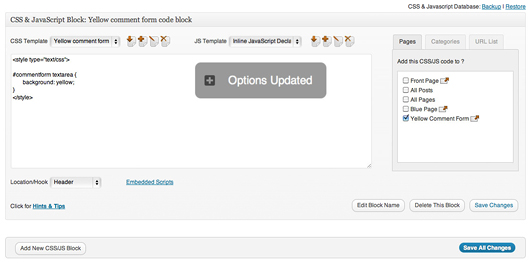 CSS & Javascript Database: Backup | Restore
CSS & JavaScript Block: Yellow comment form code block
CSS Template Yellow comment form
JS Template Inline JavaScript Decla
Pages Categories URL List
<style type="text/css">
#commentform textarea {
background: yellow;
}
</style>
Options Updated
Add this CSS/JS code to ?
Front Page
All Posts
All Pages
Blue Page
Yellow Comment Form
Location/Hook Header Embedded Scripts
Click for Hints & Tips
Edit Block Name Delete This Block Save Changes
Add New CSS/JS Block Save All Changes